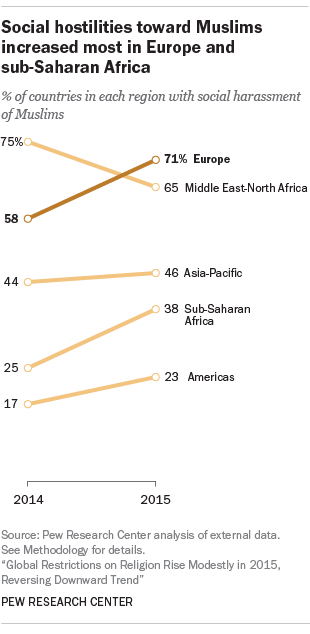 Social hostilities toward Muslims
increased most in Europe and
sub-Saharan Africa
% of countries in each region with social harassment
of Muslims
75%
71% Europe
65 Middle East-North Africa
58
46 Asia-Pacific
44
38 Sub-Saharan
Africa
25
23 Americas
17
2014 2015
Source: Pew Research Center analysis of external data.
See Methodology for details.
“Global Restrictions on Religion Rise Modestly in 2015,
Reversing Downward Trend”
PEW RESEARCH CENTER